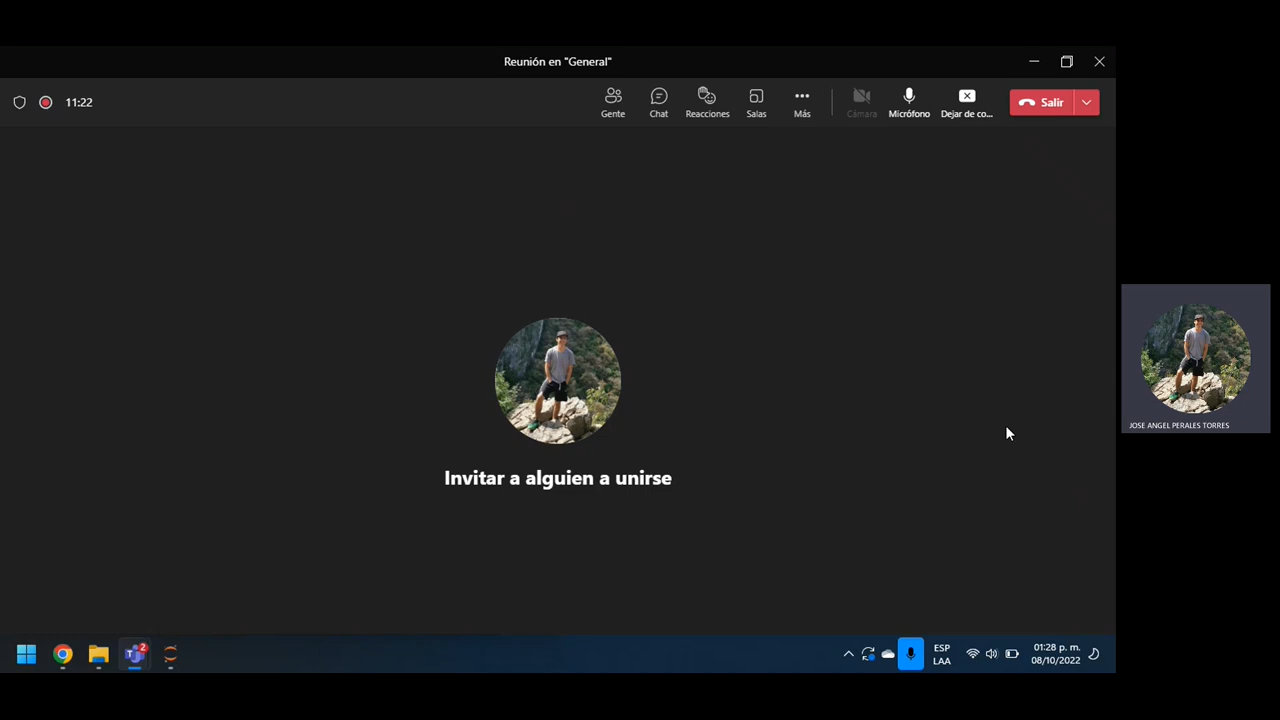 Reunión en "General"
11:22
Gente
Chat
Reacciones
Salas
Más
Cámara
Micrófono
Dejar de co...
Salir
Invitar a alguien a unirse
JOSE ANGEL PERALES TORRES
2
ESP
LAA
01:28 p. m.
08/10/2022